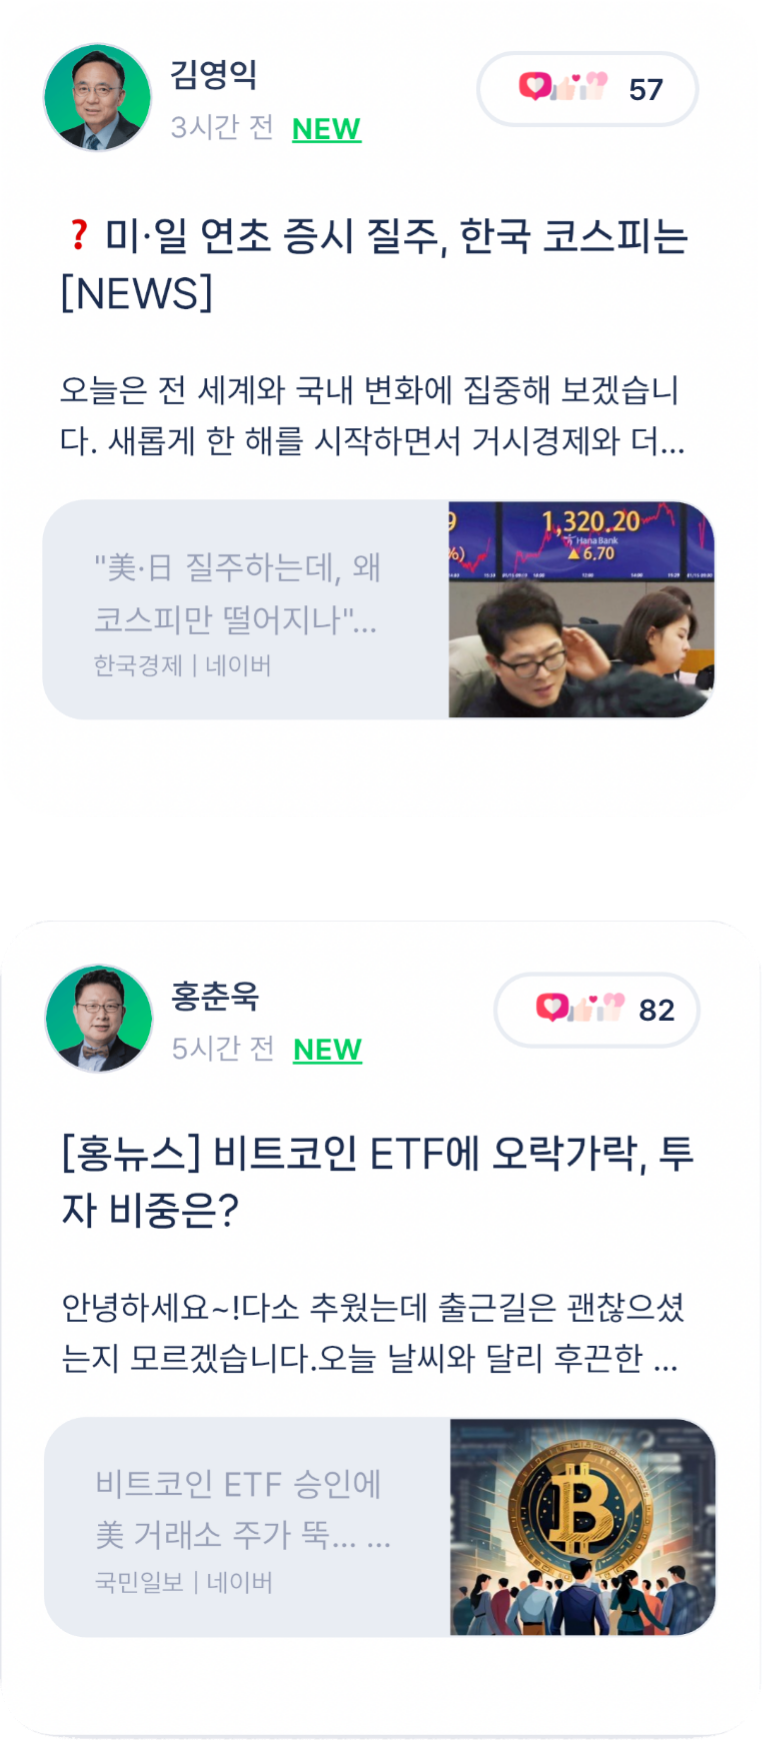 김영익
57
3시간 전 NEW
? 미·일 연초 증시 질주, 한국 코스피는
[NEWS]
오늘은 전 세계와 국내 변화에 집중해 보겠습니
다. 새롭게 한 해를 시작하면서 거시경제와 더...
"美·日 질주하는데, 왜
코스피만 떨어지나"...
한국경제 | 네이버
9
1,320.20
%)
Hana Bank
▲6.70
홍춘욱
82
5시간 전 NEW
[홍뉴스] 비트코인 ETF에 오락가락, 투
자 비중은?
안녕하세요~!다소 추웠는데 출근길은 괜찮으셨
는지 모르겠습니다.오늘 날씨와 달리 후끈한 ...
비트코인 ETF 승인에
美 거래소 주가 뚝... ...
국민일보 | 네이버